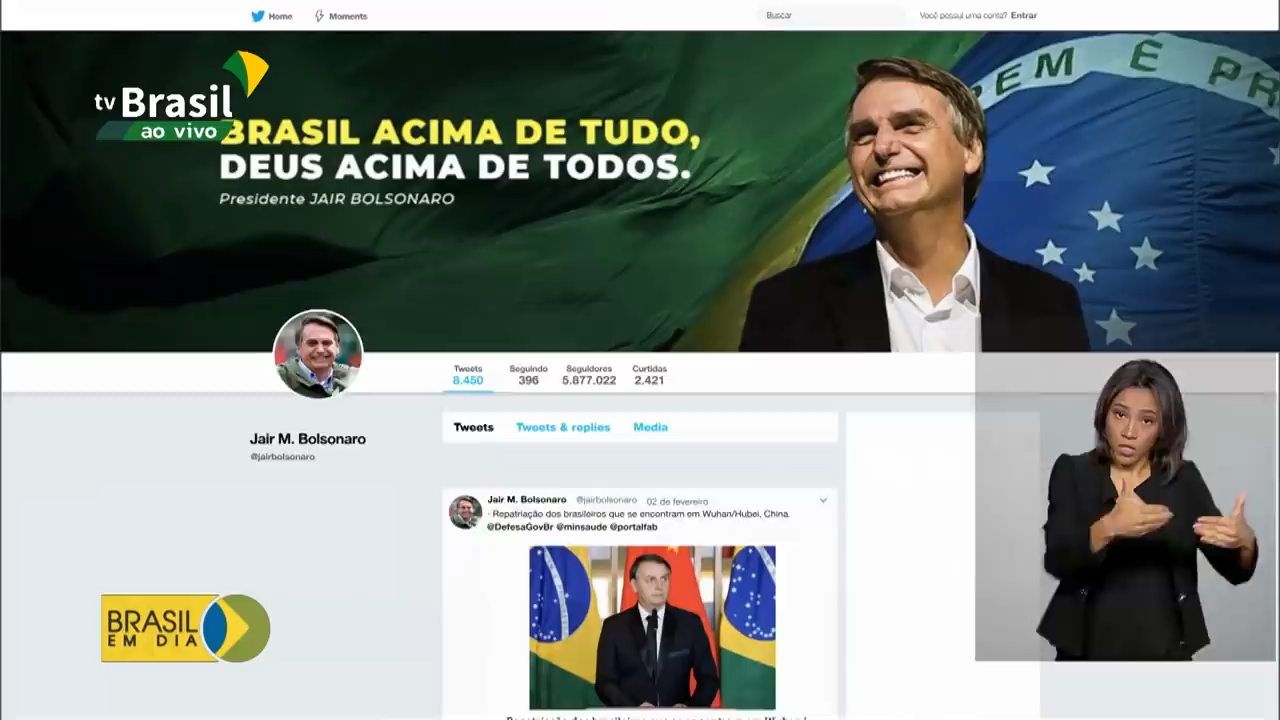 Home
Moments
Buscar
Você possui uma conta? Entrar
tv Brasil
ao vivo
BRASIL ACIMA DE TUDO,
DEUS ACIMA DE TODOS.
Presidente JAIR BOLSONARO
EM E PR
Tweets
8.450
Seguindo
396
Seguidores
5.877.022
Curtidas
2.421
Jair M. Bolsonaro
@jairbolsonaro
Tweets
Tweets & replies
Media
Jair M. Bolsonaro @jairbolsonaro 02 de fevereiro
- Repatriação dos brasileiros que se encontram em Wuhan/Hubei, China.
@DefesaGovBr @minsaude @portalfab
BRASIL
EM DIA